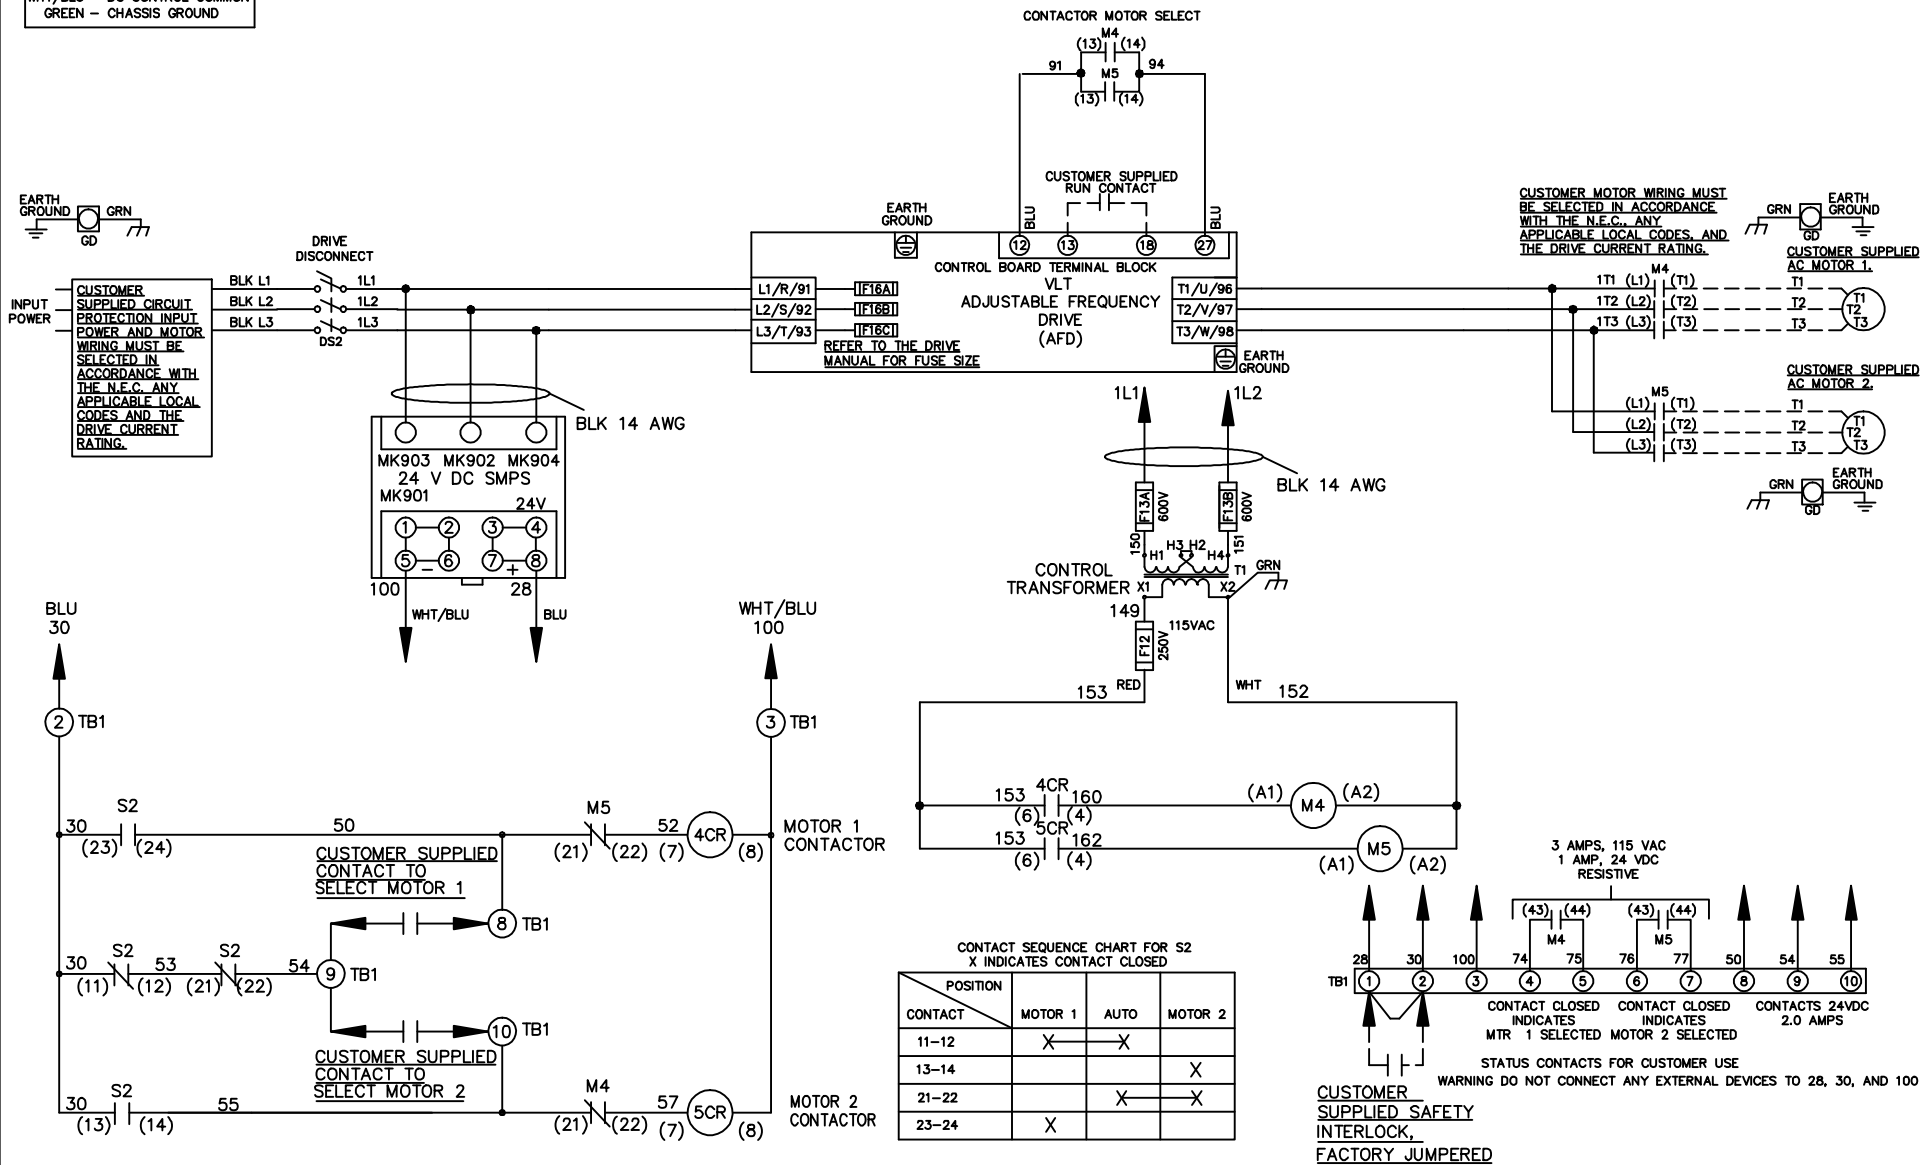 GREEN – CHASSIS GROUND
CONTACTOR MOTOR SELECT
M4
(13) (14)
91 M5 94
(13) (14)
CUSTOMER SUPPLIED
RUN CONTACT
BLU
BLU
EARTH
GROUND
GRN
GD
DRIVE
DISCONNECT
INPUT
POWER
CUSTOMER
SUPPLIED CIRCUIT
PROTECTION INPUT
POWER AND MOTOR
WIRING MUST BE
SELECTED IN
ACCORDANCE WITH
THE N.E.C. ANY
APPLICABLE LOCAL
CODES AND THE
DRIVE CURRENT
RATING.
BLK L1 1L1
BLK L2 1L2
BLK L3 1L3
DS2
EARTH
GROUND
12 13 18 27
CONTROL BOARD TERMINAL BLOCK
VLT
ADJUSTABLE FREQUENCY
DRIVE
(AFD)
L1/R/91 F16A
L2/S/92 F16B
L3/T/93 F16C
REFER TO THE DRIVE
MANUAL FOR FUSE SIZE
T1/U/96
T2/V/97
T3/W/98
EARTH
GROUND
CUSTOMER MOTOR WIRING MUST
BE SELECTED IN ACCORDANCE
WITH THE N.E.C., ANY
APPLICABLE LOCAL CODES, AND
THE DRIVE CURRENT RATING.
GRN
EARTH
GROUND
GD
CUSTOMER SUPPLIED
AC MOTOR 1.
M4
1T1 (L1) (T1) T1 T1
1T2 (L2) (T2) T2 T2
1T3 (L3) (T3) T3 T3
CUSTOMER SUPPLIED
AC MOTOR 2.
M5
(L1) (T1) T1 T1
(L2) (T2) T2 T2
(L3) (T3) T3 T3
GRN
EARTH
GROUND
GD
BLK 14 AWG
MK903 MK902 MK904
24 V DC SMPS
MK901
24V
1 2 3 4
5 – 6 7 + 8
100 28
WHT/BLU BLU
1L1 1L2
BLK 14 AWG
F13A
600V
F13B
600V
150
151
H1 H3 H2 H4
T1
GRN
CONTROL
TRANSFORMER
X1 X2
149
115VAC
F12
250V
RED
153
WHT 152
BLU
30
WHT/BLU
100
2 TB1
3 TB1
S2
30 50
(23) (24)
M5
(21) (22)
52
(7)
4CR
(8)
MOTOR 1
CONTACTOR
CUSTOMER SUPPLIED
CONTACT TO
SELECT MOTOR 1
8 TB1
S2 S2
30 53 54
(11) (12) (21) (22)
9 TB1
10 TB1
CUSTOMER SUPPLIED
CONTACT TO
SELECT MOTOR 2
S2
30 55
(13) (14)
M4
(21) (22)
57
(7)
5CR
(8)
MOTOR 2
CONTACTOR
4CR
153 160
(6) (4)
(A1) M4 (A2)
5CR
153 162
(6) (4)
(A1) M5 (A2)
CONTACT SEQUENCE CHART FOR S2
X INDICATES CONTACT CLOSED
POSITION
CONTACT MOTOR 1 AUTO MOTOR 2
11–12 X X
13–14 X
21–22 X X
23–24 X
3 AMPS, 115 VAC
1 AMP, 24 VDC
RESISTIVE
(43) (44) (43) (44)
M4 M5
28 30 100 74 75 76 77 50 54 55
TB1 1 2 3 4 5 6 7 8 9 10
CONTACT CLOSED
INDICATES
MTR 1 SELECTED
CONTACT CLOSED
INDICATES
MOTOR 2 SELECTED
CONTACTS 24VDC
2.0 AMPS
STATUS CONTACTS FOR CUSTOMER USE
WARNING DO NOT CONNECT ANY EXTERNAL DEVICES TO 28, 30, AND 100
CUSTOMER
SUPPLIED SAFETY
INTERLOCK,
FACTORY JUMPERED